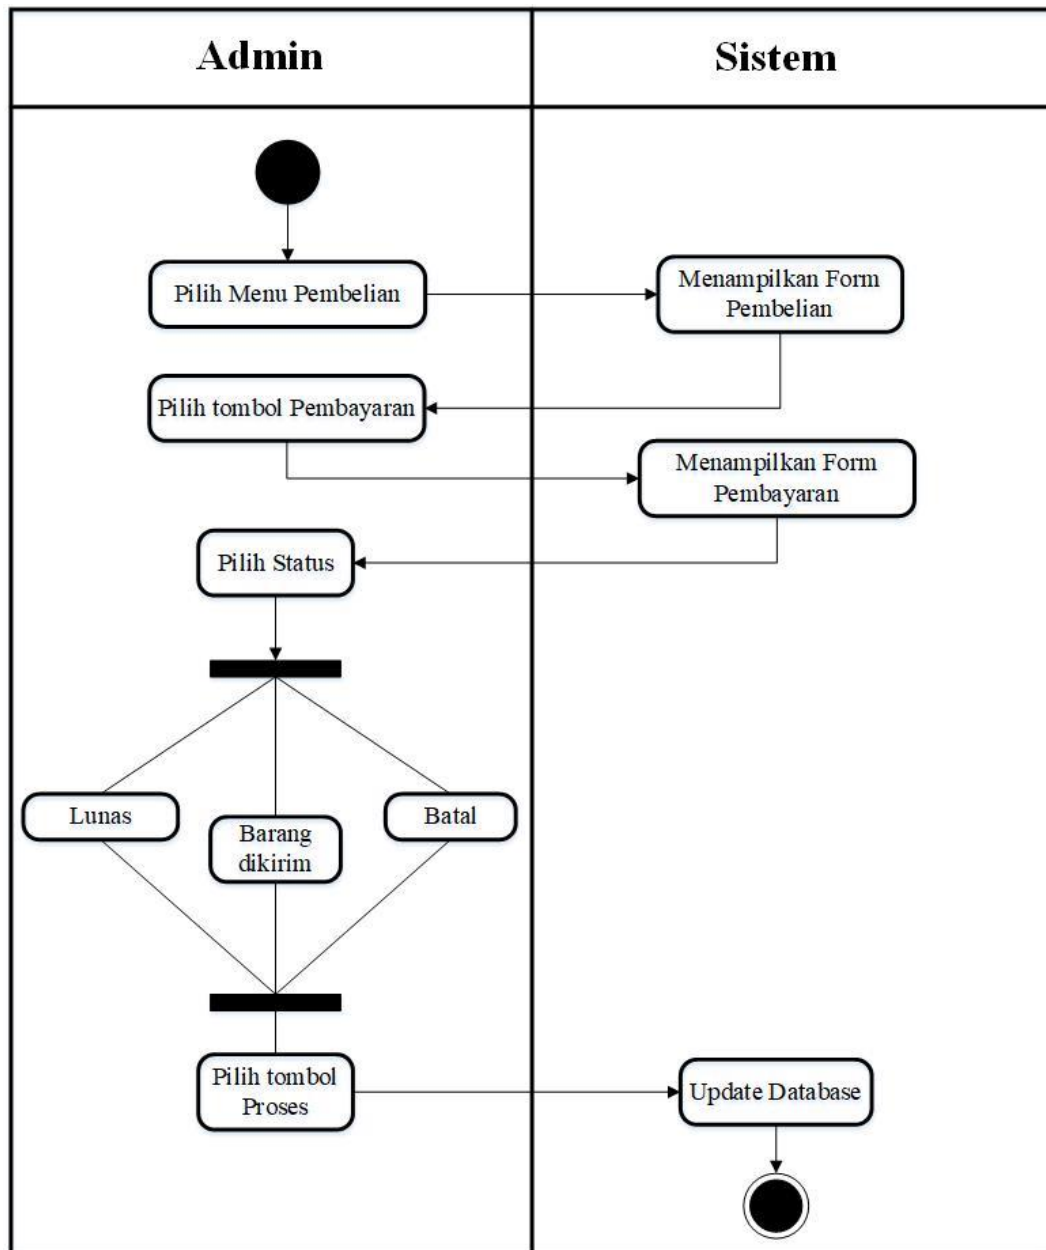 Admin
Sistem
Pilih Menu Pembelian
Menampilkan Form
Pembelian
Pilih tombol Pembayaran
Menampilkan Form
Pembayaran
Pilih Status
Lunas
Barang
dikirim
Batal
Pilih tombol
Proses
Update Database